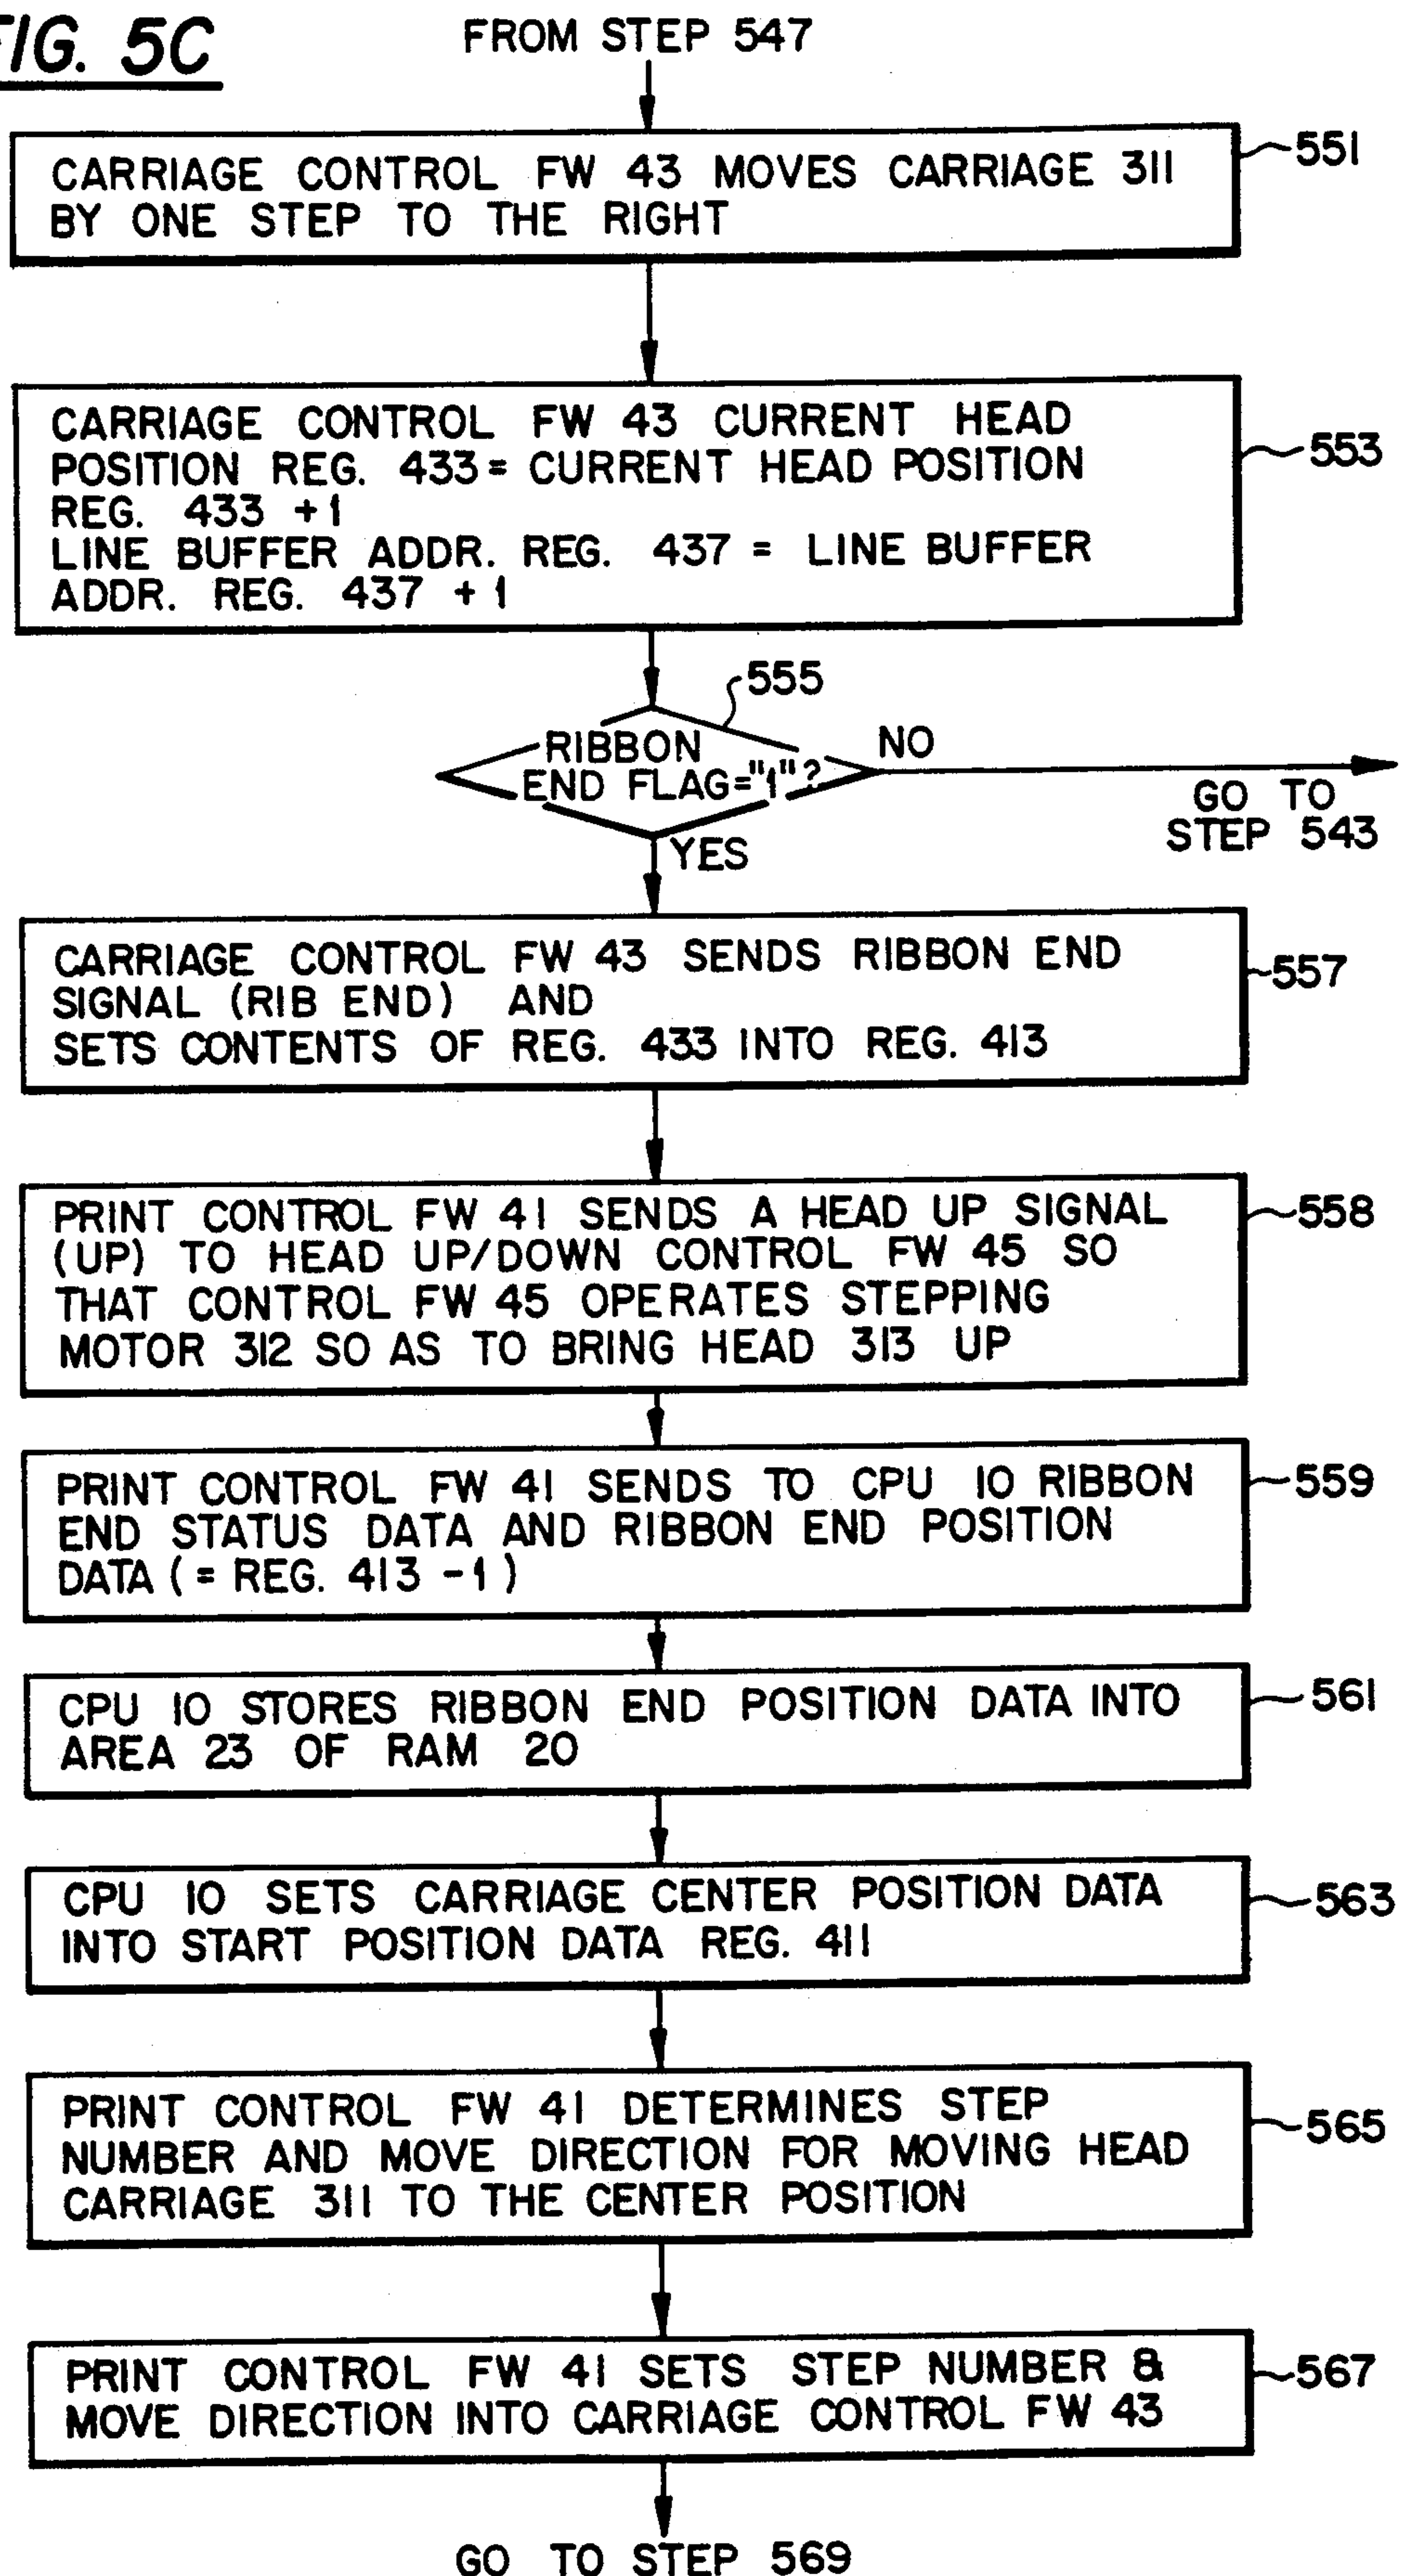 FIG. 5C
FROM STEP 547
CARRIAGE CONTROL FW 43 MOVES CARRIAGE 311
BY ONE STEP TO THE RIGHT
551
CARRIAGE CONTROL FW 43 CURRENT HEAD
POSITION REG. 433 = CURRENT HEAD POSITION
REG. 433 +1
LINE BUFFER ADDR. REG. 437 = LINE BUFFER
ADDR. REG. 437 + 1
553
555
RIBBON
END FLAG="1"?
NO
GO TO
STEP 543
YES
CARRIAGE CONTROL FW 43 SENDS RIBBON END
SIGNAL (RIB END) AND
SETS CONTENTS OF REG. 433 INTO REG. 413
557
PRINT CONTROL FW 41 SENDS A HEAD UP SIGNAL
(UP) TO HEAD UP/DOWN CONTROL FW 45 SO
THAT CONTROL FW 45 OPERATES STEPPING
MOTOR 312 SO AS TO BRING HEAD 313 UP
558
PRINT CONTROL FW 41 SENDS TO CPU 10 RIBBON
END STATUS DATA AND RIBBON END POSITION
DATA (= REG. 413 -1)
559
CPU 10 STORES RIBBON END POSITION DATA INTO
AREA 23 OF RAM 20
561
CPU 10 SETS CARRIAGE CENTER POSITION DATA
INTO START POSITION DATA REG. 411
563
PRINT CONTROL FW 41 DETERMINES STEP
NUMBER AND MOVE DIRECTION FOR MOVING HEAD
CARRIAGE 311 TO THE CENTER POSITION
565
PRINT CONTROL FW 41 SETS STEP NUMBER &
MOVE DIRECTION INTO CARRIAGE CONTROL FW 43
567
GO TO STEP 569